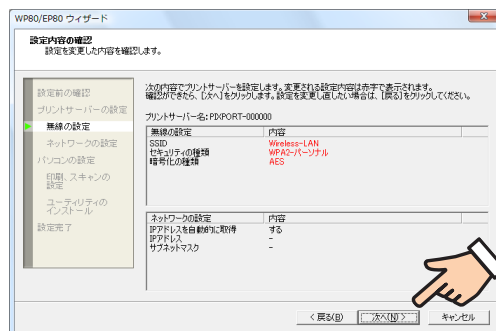 WP80/EP80 ウィザード
設定内容の確認
設定を変更した内容を確認します。
設定前の確認
プリントサーバーの設定
無線の設定
ネットワークの設定
パソコンの設定
印刷、スキャンの
設定
ユーティリティの
インストール
設定完了
次の内容でプリントサーバーを設定します。変更される設定内容は赤字で表示されます。
確認ができたら、[次へ]をクリックします。設定を変更し直したい場合は、[戻る]をクリックしてください。
プリントサーバー名: PDXPORT-000000
無線の設定 内容
SSID Wireless-LAN
セキュリティの種類 WPA2-パーソナル
暗号化の種類 AES
ネットワークの設定 内容
IPアドレスを自動的に取得 する
IPアドレス -
サブネットマスク -
< 戻る(B) 次へ(N) > キャンセル